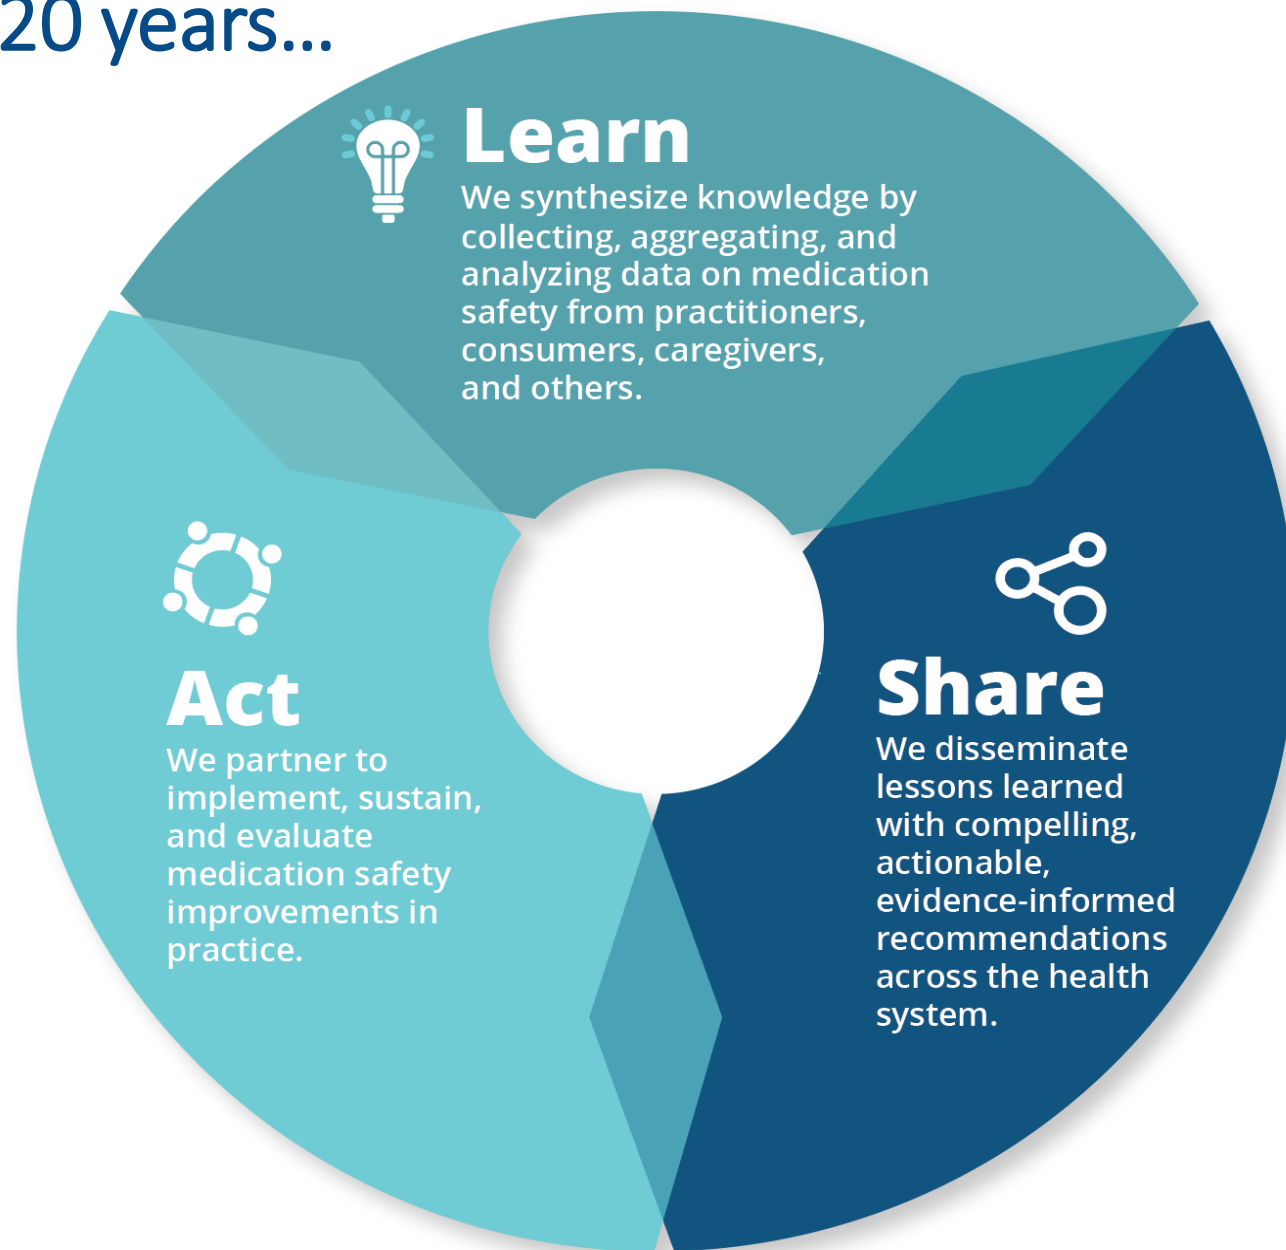 20 years...
Learn
We synthesize knowledge by
collecting, aggregating, and
analyzing data on medication
safety from practitioners,
consumers, caregivers,
and others.
Share
We disseminate
lessons learned
with compelling,
actionable,
evidence-informed
recommendations
across the health
system.
Act
We partner to
implement, sustain,
and evaluate
medication safety
improvements in
practice.